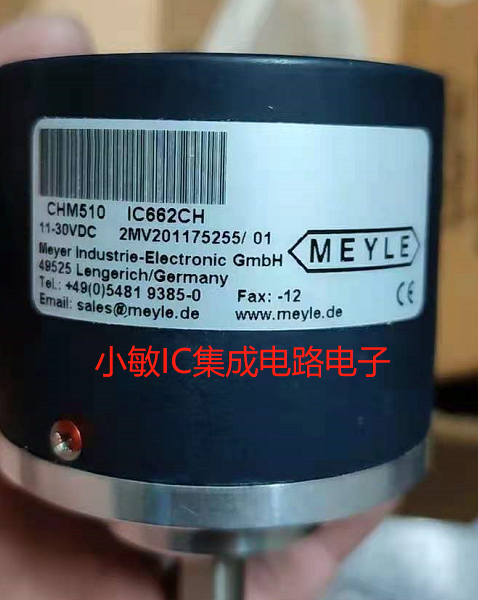 CHM510 IC662CH
11-30VDC 2MV201175255/ 01
Meyer Industrie-Electronic GmbH
49525 Lengerich/Germany
MEYLE
Tel.: +49(0)5481 9385-0 Fax: -12
Email: sales@meyle.de www.meyle.de
CE
小敏IC集成电路电子